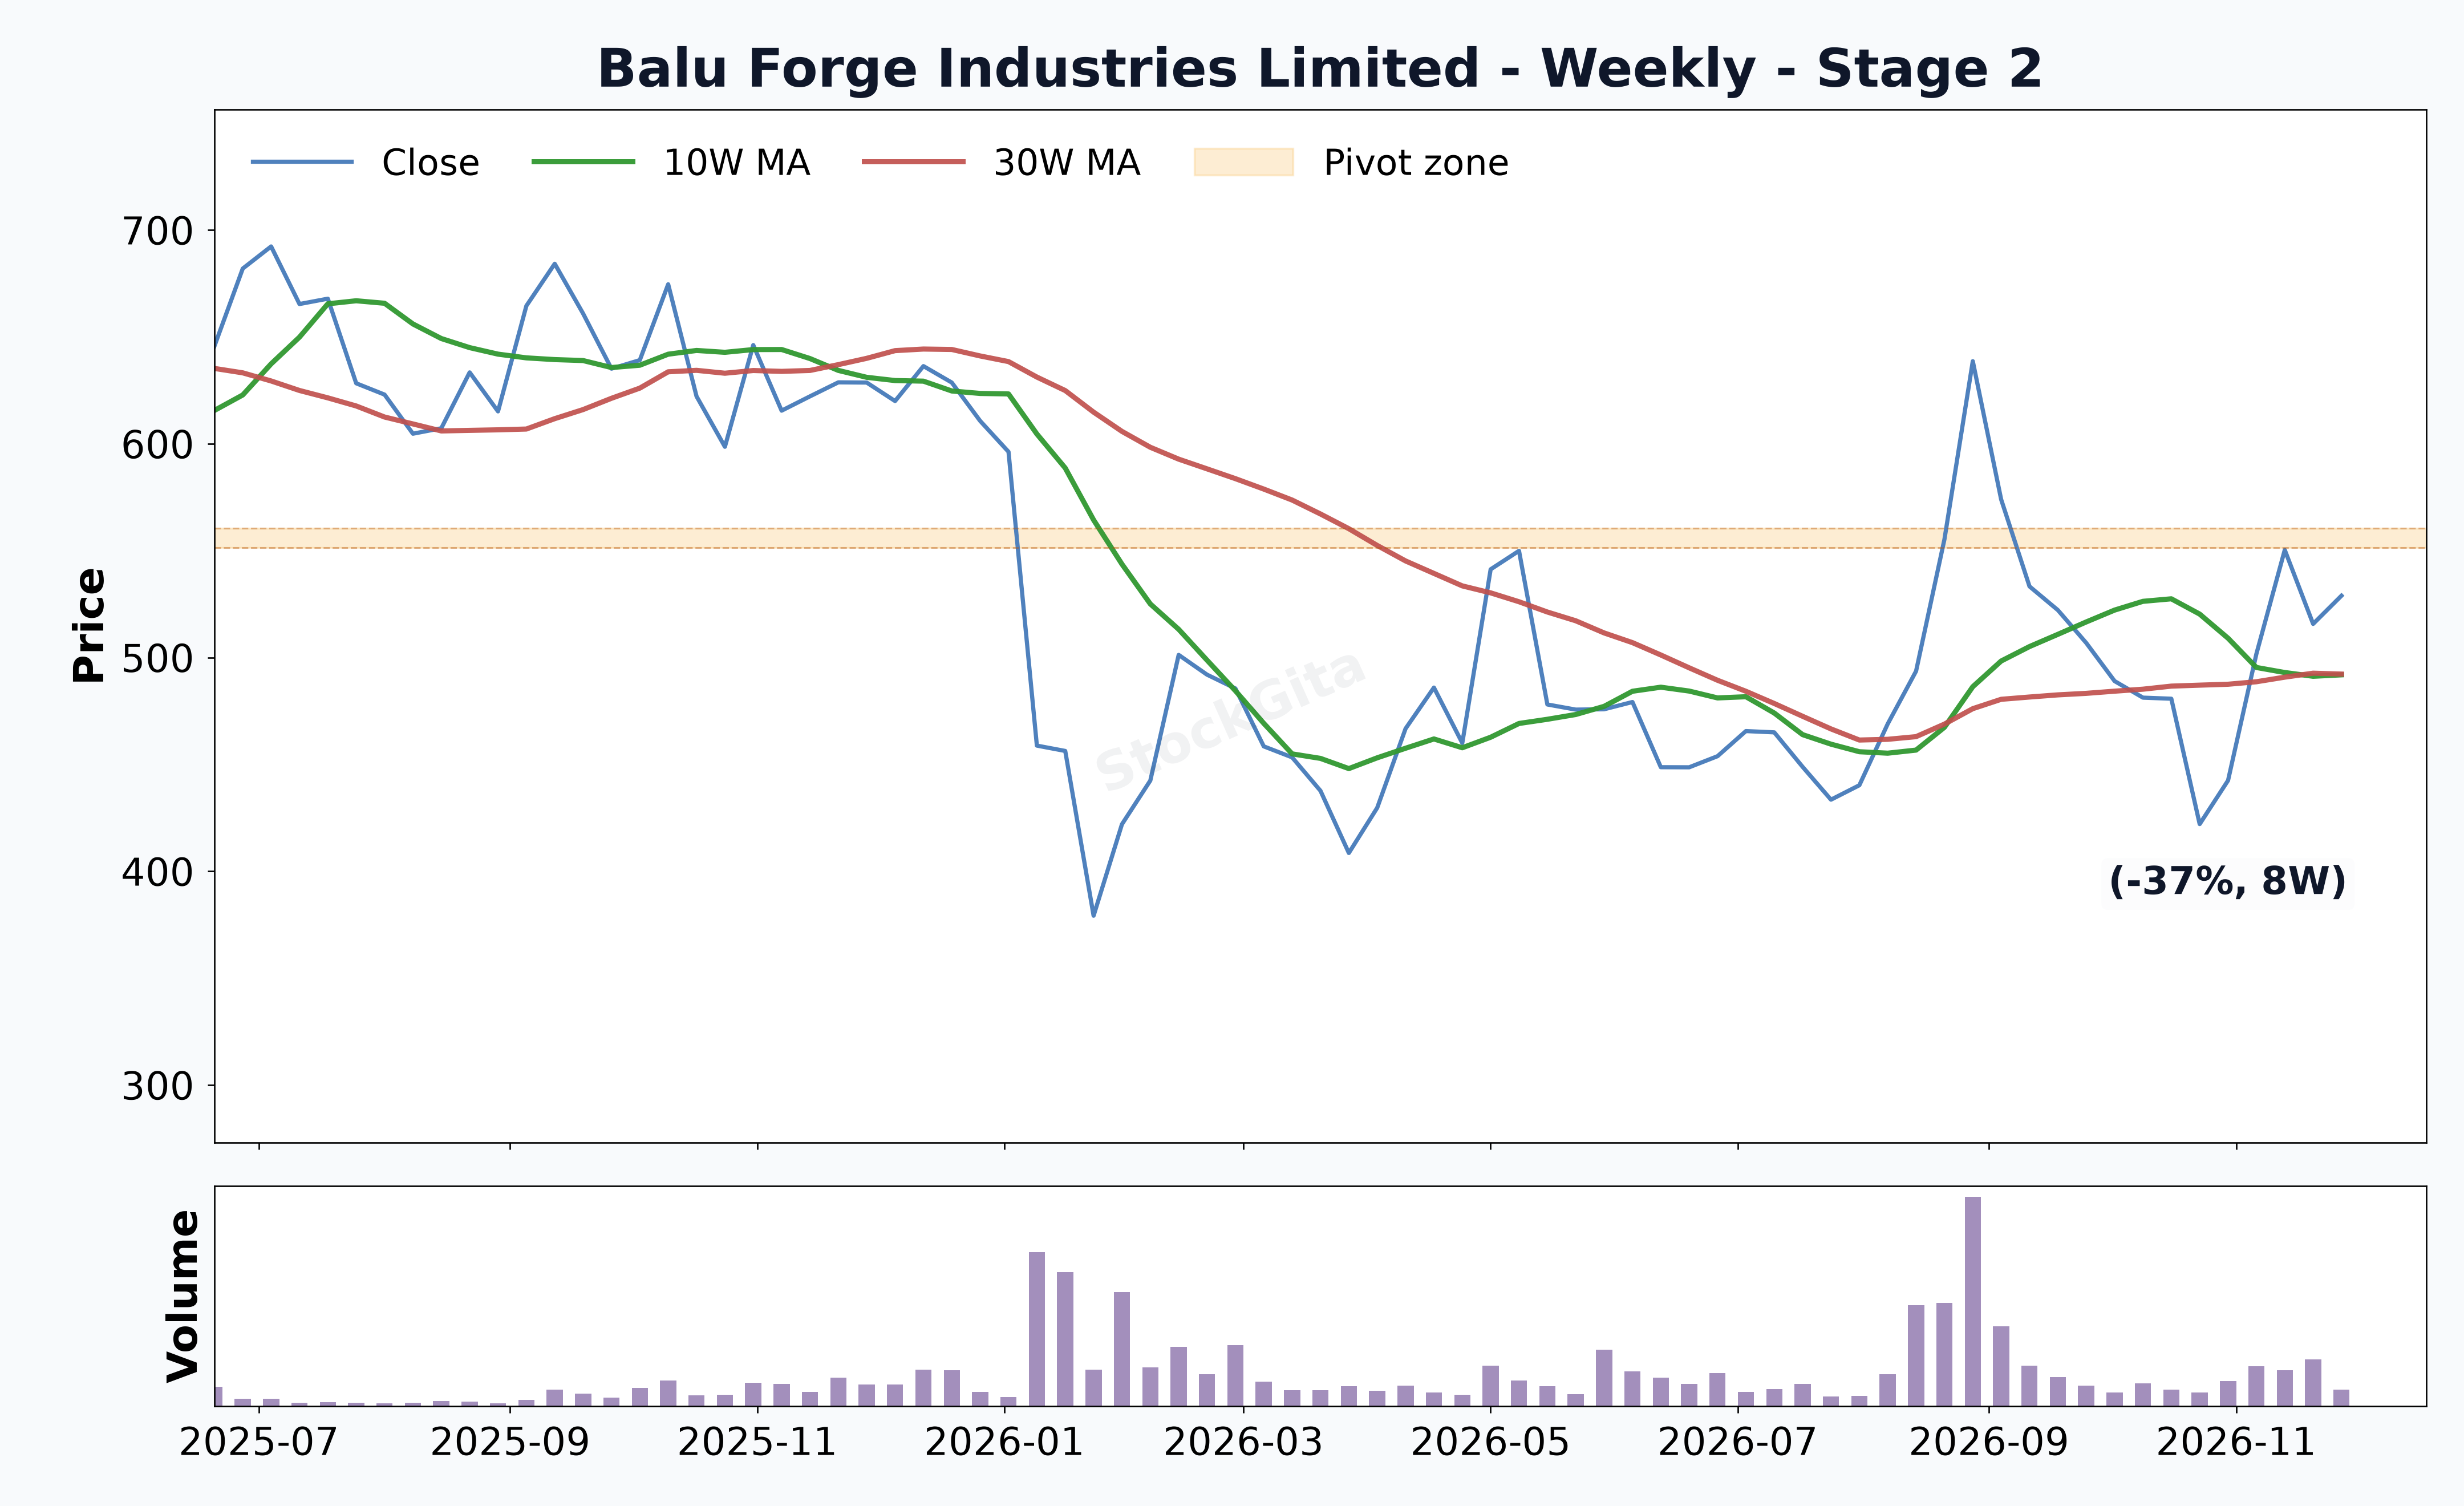 Balu Forge Industries Limited - Weekly - Stage 2
Close 10W MA 30W MA Pivot zone
700
600
500
400
300
Price
StockGita
(-37%, 8W)
Volume
2025-07 2025-09 2025-11 2026-01 2026-03 2026-05 2026-07 2026-09 2026-11